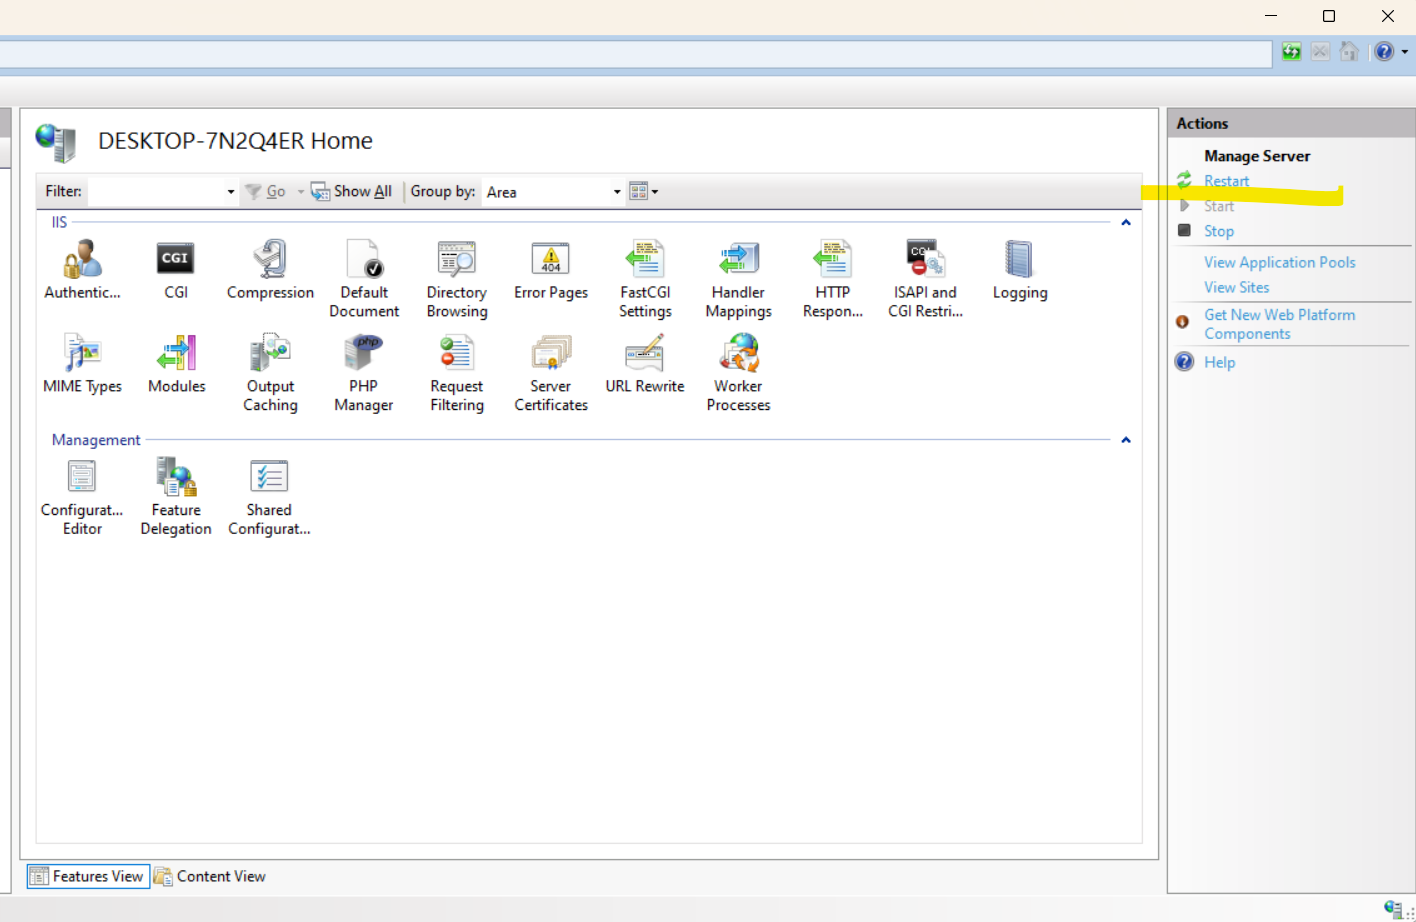 DESKTOP-7N2Q4ER Home
Filter:
Go
Show All
Group by:
Area
IIS
Authentic...
CGI
CGI
Compression
Default
Document
Directory
Browsing
404
Error Pages
FastCGI
Settings
Handler
Mappings
HTTP
Respon...
CGI
ISAPI and
CGI Restri...
Logging
MIME Types
Modules
Output
Caching
php
PHP
Manager
Request
Filtering
Server
Certificates
URL Rewrite
Worker
Processes
Management
Configurat...
Editor
Feature
Delegation
Shared
Configurat...
Features View
Content View
Actions
Manage Server
Restart
Start
Stop
View Application Pools
View Sites
Get New Web Platform
Components
Help